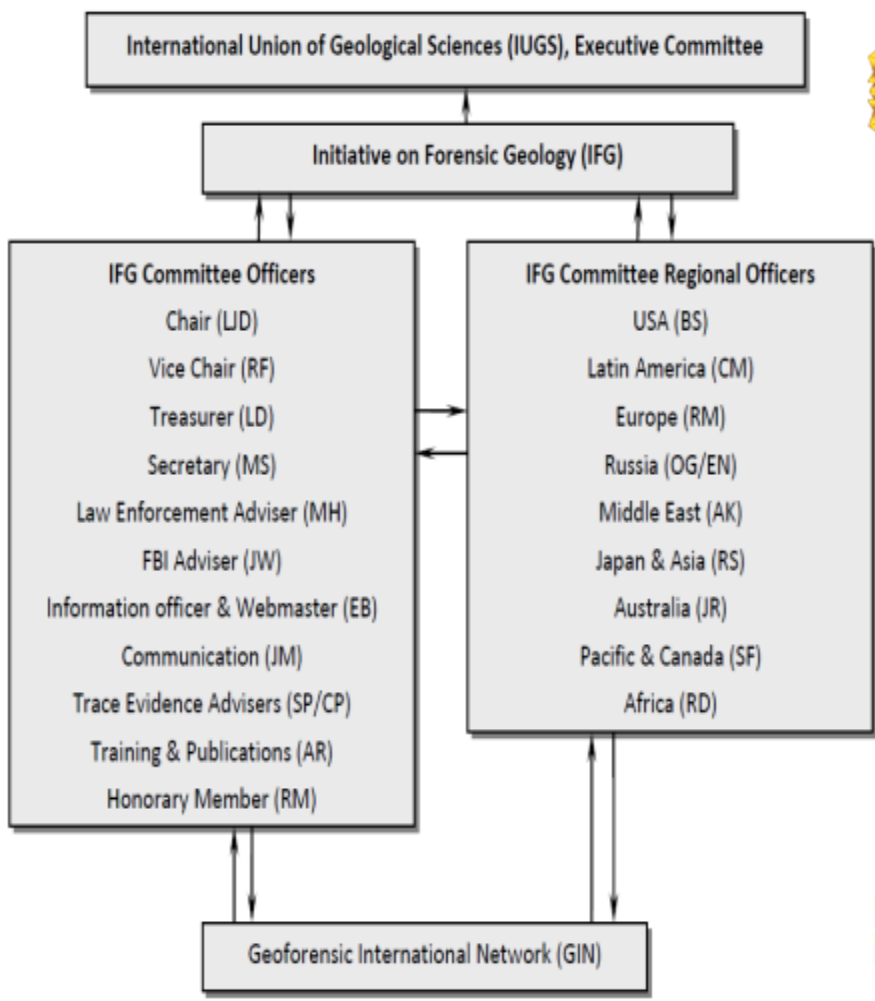 International Union of Geological Sciences (IUGS), Executive Committee
Initiative on Forensic Geology (IFG)
IFG Committee Officers
Chair (LJD)
Vice Chair (RF)
Treasurer (LD)
Secretary (MS)
Law Enforcement Adviser (MH)
FBI Adviser (JW)
Information officer & Webmaster (EB)
Communication (JM)
Trace Evidence Advisers (SP/CP)
Training & Publications (AR)
Honorary Member (RM)
IFG Committee Regional Officers
USA (BS)
Latin America (CM)
Europe (RM)
Russia (OG/EN)
Middle East (AK)
Japan & Asia (RS)
Australia (JR)
Pacific & Canada (SF)
Africa (RD)
Geoforensic International Network (GIN)